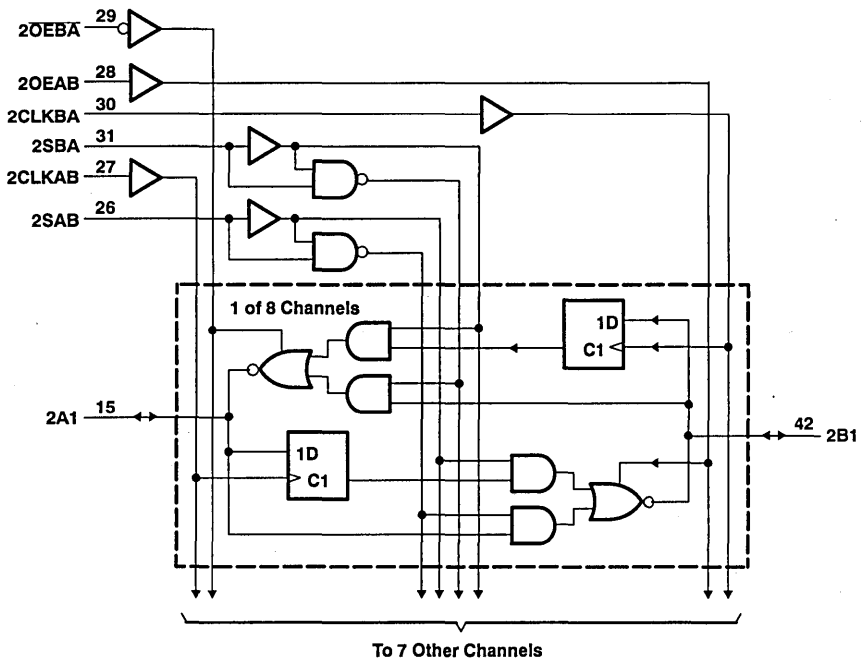 2OEBA 29
2OEAB 28
2CLKBA 30
2SBA 31
2CLKAB 27
2SAB 26
1 of 8 Channels
1D
C1
2A1 15
42 2B1
1D
C1
To 7 Other Channels